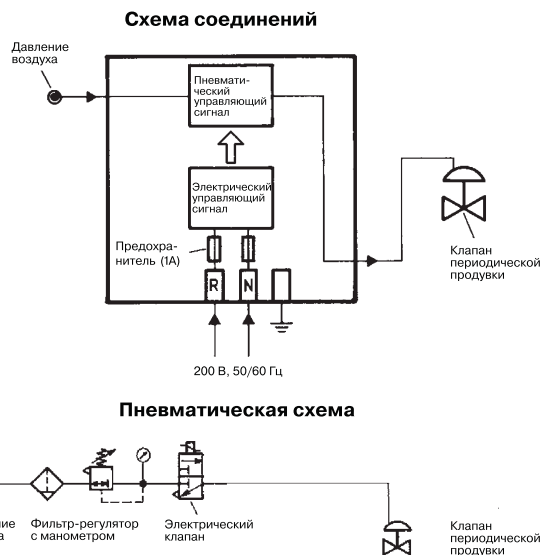 Схема соединений
Давление
воздуха
Пневмати-
ческий
управляющий
сигнал
Электрический
управляющий
сигнал
Предохра-
нитель (1А)
R
N
Клапан
периодической
продувки
200 В, 50/60 Гц
Пневматическая схема
Фильтр-регулятор
с манометром
Электрический
клапан
Клапан
периодической
продувки